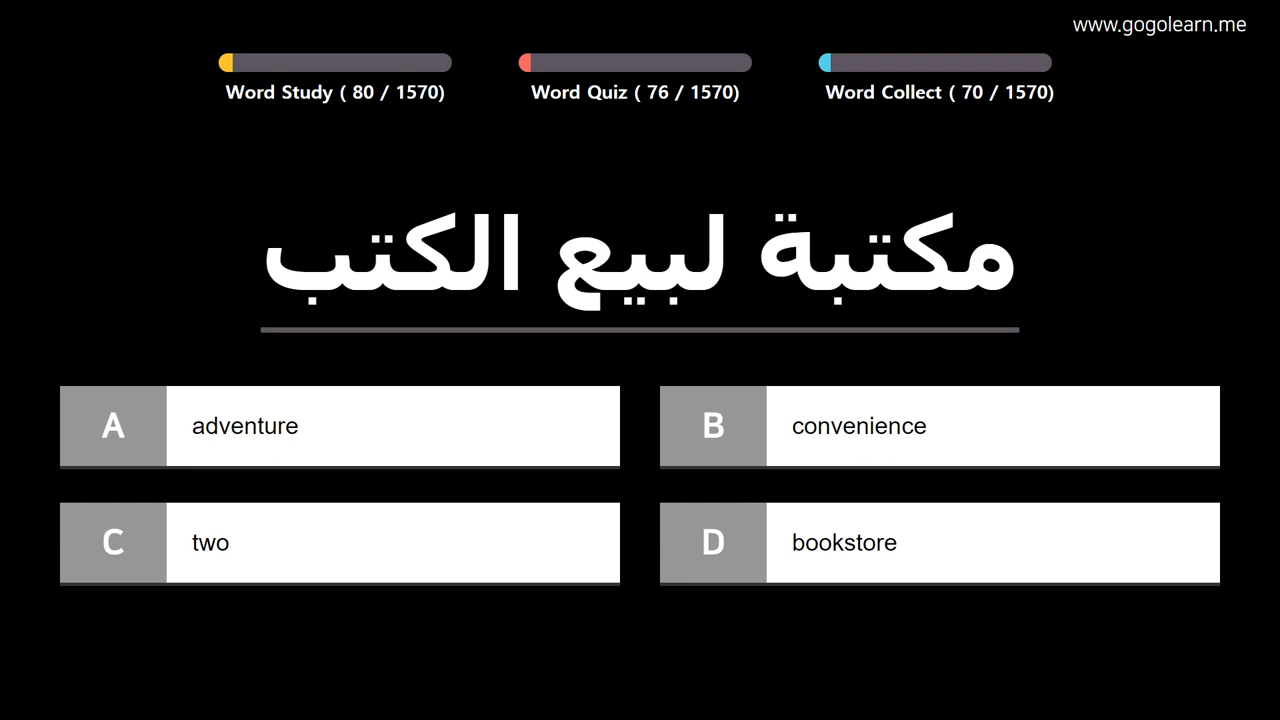 www.gogolearn.me
Word Study ( 80 / 1570)
Word Quiz ( 76 / 1570)
Word Collect ( 70 / 1570)
مكتبة لبيع الكتب
A adventure
B convenience
C two
D bookstore